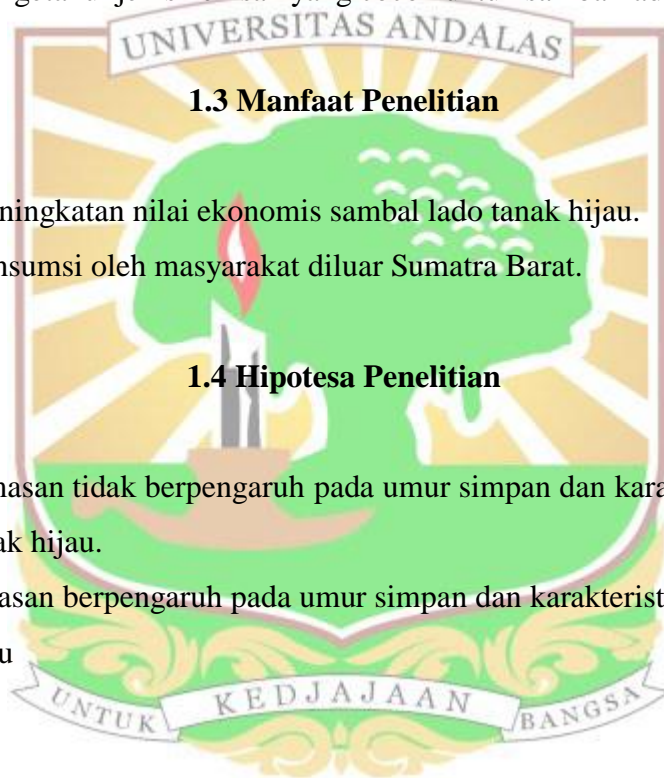 yang
UNIVERSITAS ANDALAS
1.3 Manfaat Penelitian
ningkatan nilai ekonomis sambal lado tanak hijau.
nsumsi oleh masyarakat diluar Sumatra Barat.
1.4 Hipotesa Penelitian
nasan tidak berpengaruh pada umur simpan dan kara
ak hijau.
asan berpengaruh pada umur simpan dan karakterist
u
UNTUK KEDJAJAAN BANGSA